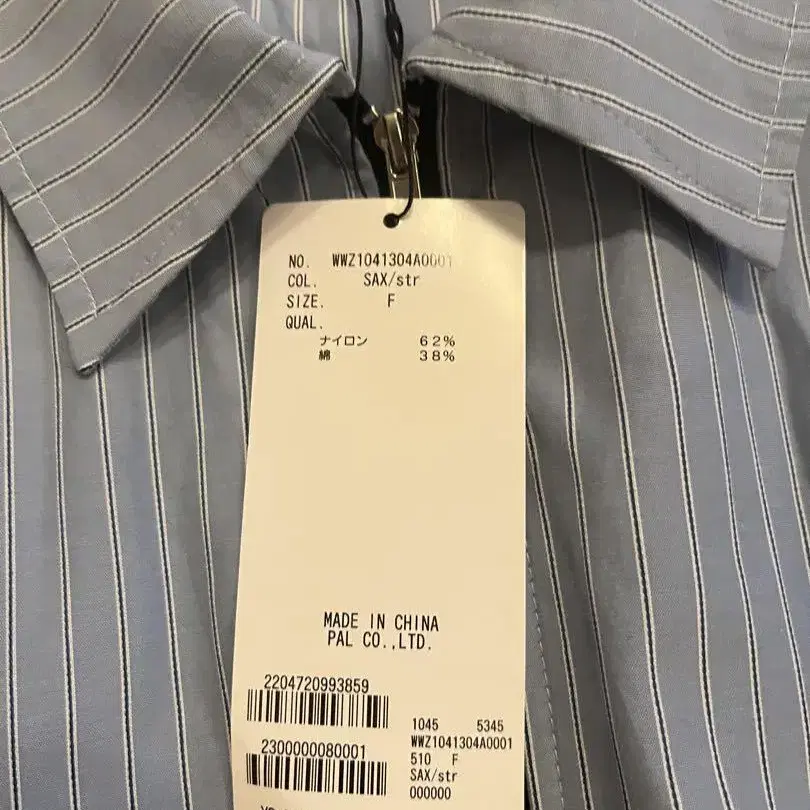 NO. WWZ1041304A0001
COL. SAX/str
SIZE. F
QUAL.
ナイロン 62%
綿 38%
MADE IN CHINA
PAL CO.,LTD.
2204720993859
2300000080001
1045 5345
WWZ1041304A0001
510 F
SAX/str
000000